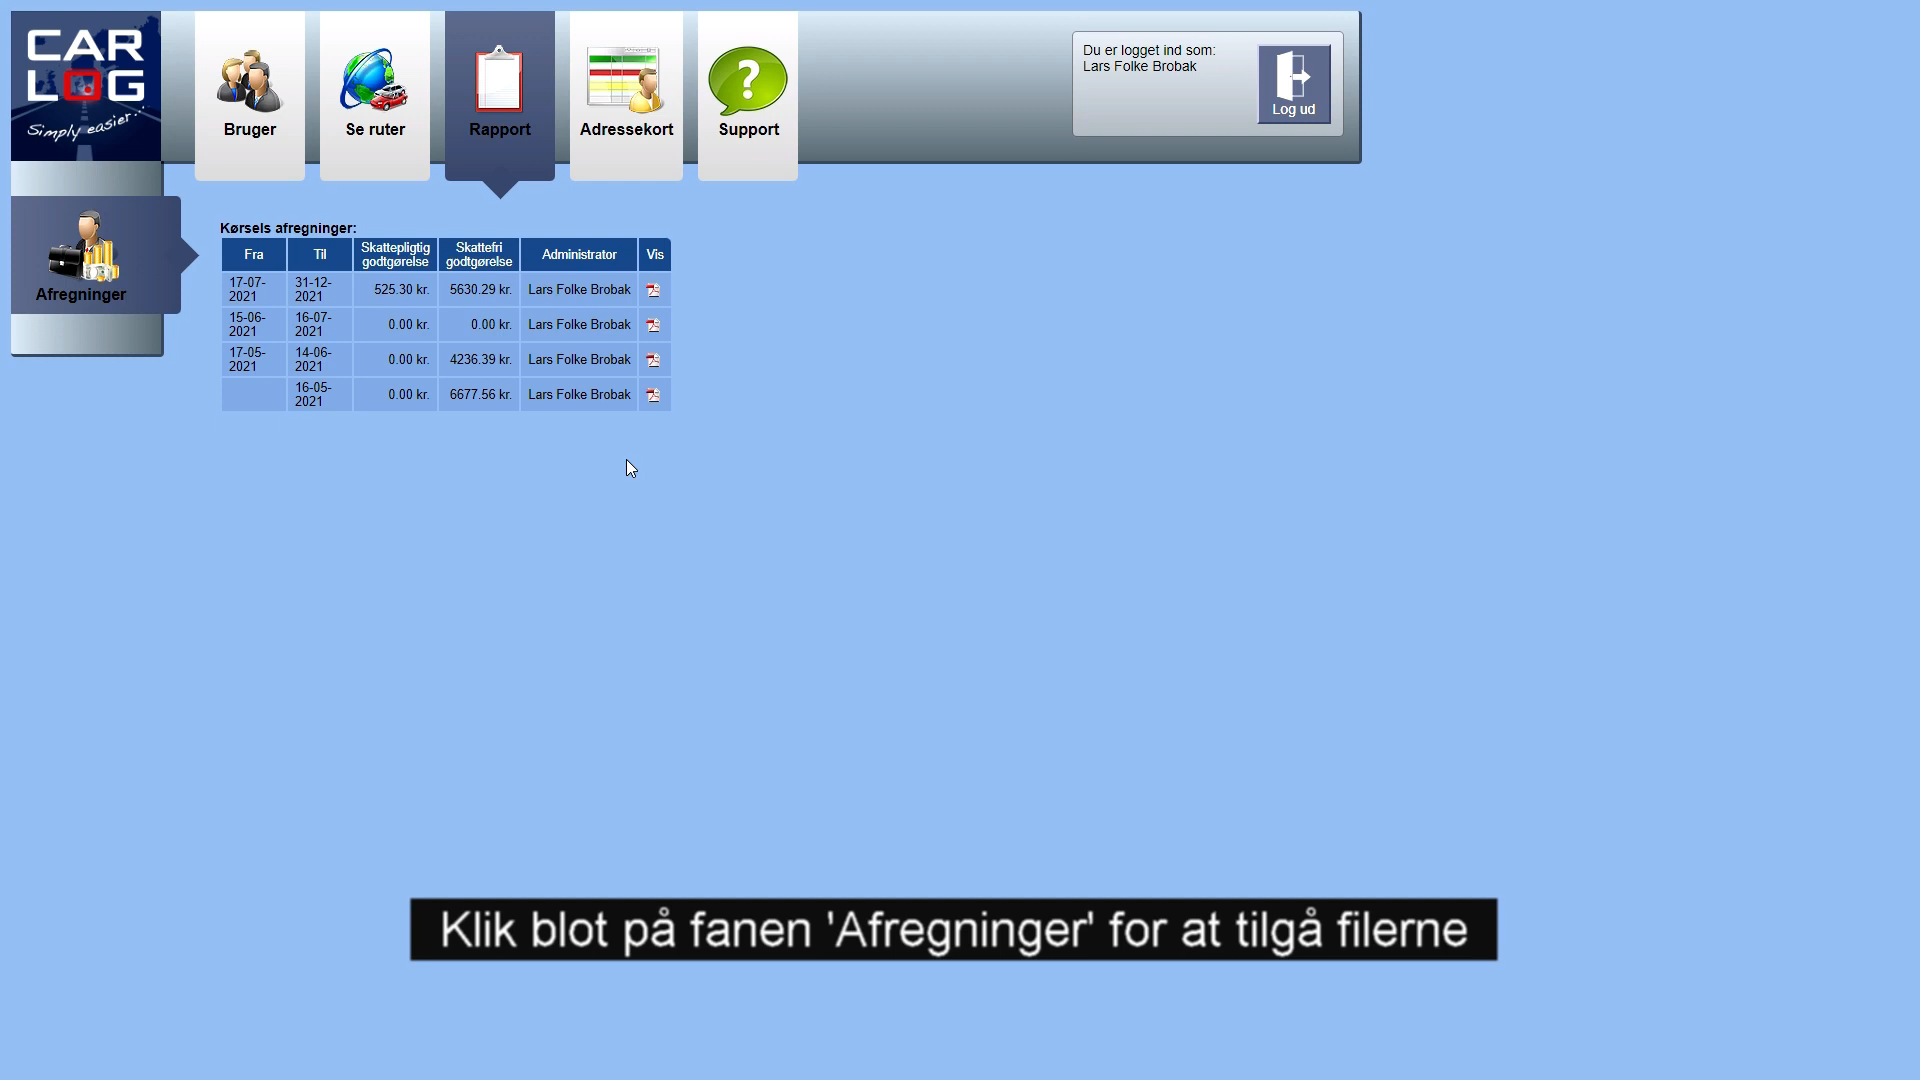 CAR
LOG
Simply easier..
Bruger
Se ruter
Rapport
Adressekort
Support
Du er logget ind som:
Lars Folke Brobak
Log ud
Afregninger
Kørsels afregninger:
Fra Til Skattepligtig godtgørelse Skattefri godtgørelse Administrator Vis
17-07-2021 31-12-2021 525.30 kr. 5630.29 kr. Lars Folke Brobak
15-06-2021 16-07-2021 0.00 kr. 0.00 kr. Lars Folke Brobak
17-05-2021 14-06-2021 0.00 kr. 4236.39 kr. Lars Folke Brobak
16-05-2021 0.00 kr. 6677.56 kr. Lars Folke Brobak
Klik blot på fanen 'Afregninger' for at tilgå filerne